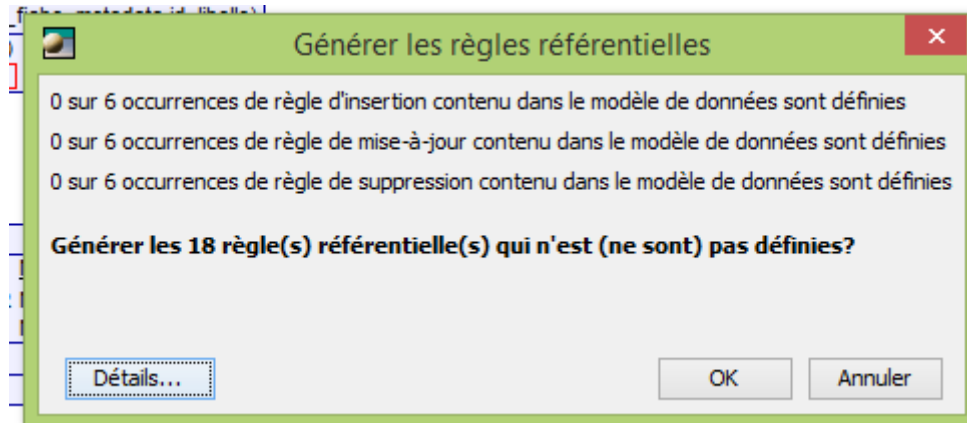 Générer les règles référentielles
0 sur 6 occurrences de règle d'insertion contenu dans le modèle de données sont définies
0 sur 6 occurrences de règle de mise-à-jour contenu dans le modèle de données sont définies
0 sur 6 occurrences de règle de suppression contenu dans le modèle de données sont définies
Générer les 18 règle(s) référentielle(s) qui n'est (ne sont) pas définies?
Détails...
OK
Annuler